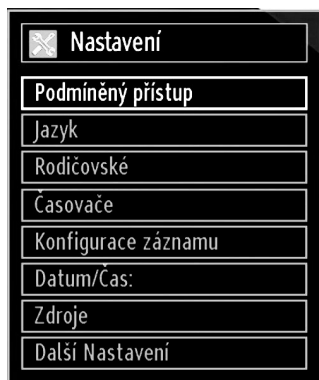 Nastavení
Podmíněný přístup
Jazyk
Rodičovské
Časovače
Konfigurace záznamu
Datum/Čas:
Zdroje
Další Nastavení